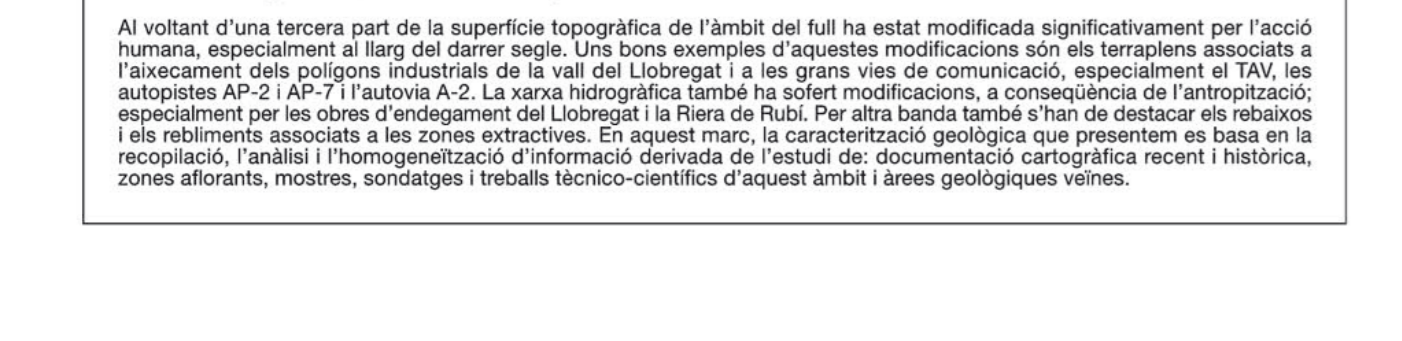 Al voltant d’una tercera part de la superfície topogràfica de l’àmbit del full ha estat modificada significativament per l’acció
humana, especialment al llarg del darrer segle. Uns bons exemples d’aquestes modificacions són els terraplens associats a
l’aixecament dels polígons industrials de la vall del Llobregat i a les grans vies de comunicació, especialment el TAV, les
autopistes AP-2 i AP-7 i l’autovia A-2. La xarxa hidrogràfica també ha sofert modificacions, a conseqüència de l’antropització;
especialment per les obres d’endegament del Llobregat i la Riera de Rubí. Per altra banda també s’han de destacar els rebaixos
i els rebliments associats a les zones extractives. En aquest marc, la caracterització geològica que presentem es basa en la
recopilació, l’anàlisi i l’homogeneïtzació d’informació derivada de l’estudi de: documentació cartogràfica recent i històrica,
zones aflorants, mostres, sondatges i treballs tècnico-científics d’aquest àmbit i àrees geològiques veïnes.